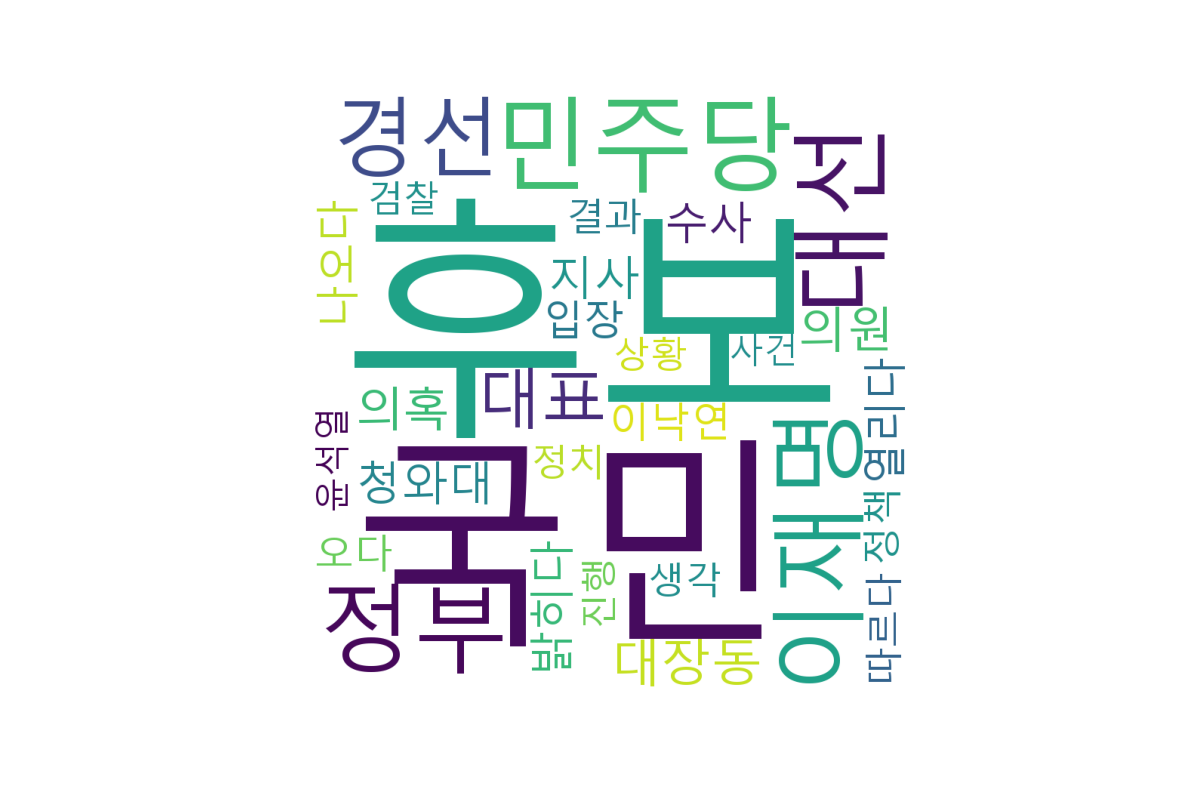 경선
민주당
대선
검찰
나오다
후보
결과
수사
지사
입장
의원
상황
사건
대표
의혹
이낙연
열리다
윤석열
이재명
정치
청와대
국민
정책
오다
밝히다
진행
생각
정부
대장동
따르다